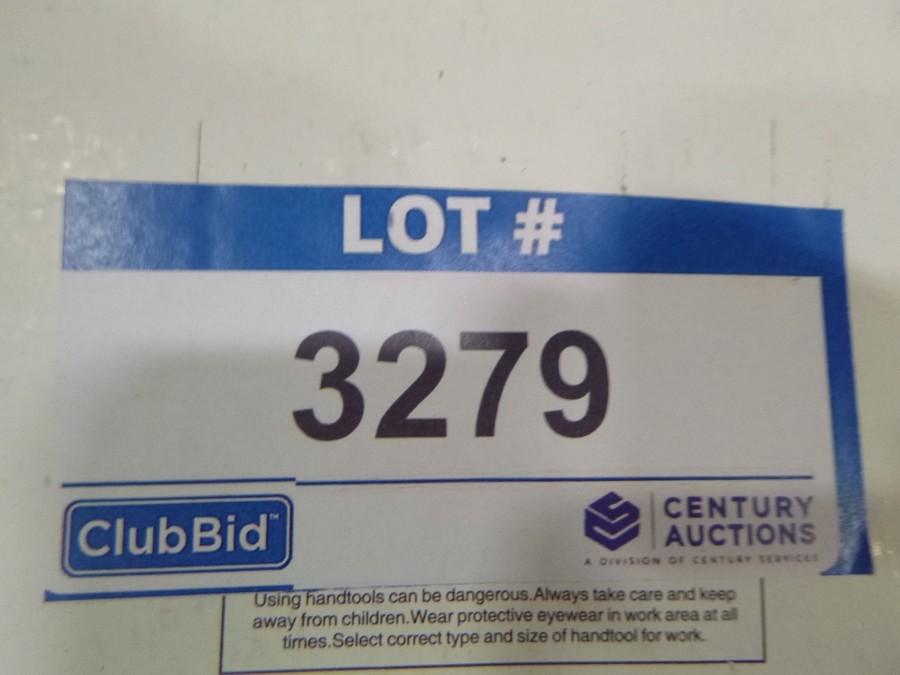 LOT #
3279
ClubBid™
CENTURY
AUCTIONS
A DIVISION OF CENTURY SERVICES
Using handtools can be dangerous.Always take care and keep
away from children.Wear protective eyewear in work area at all
times.Select correct type and size of handtool for work.